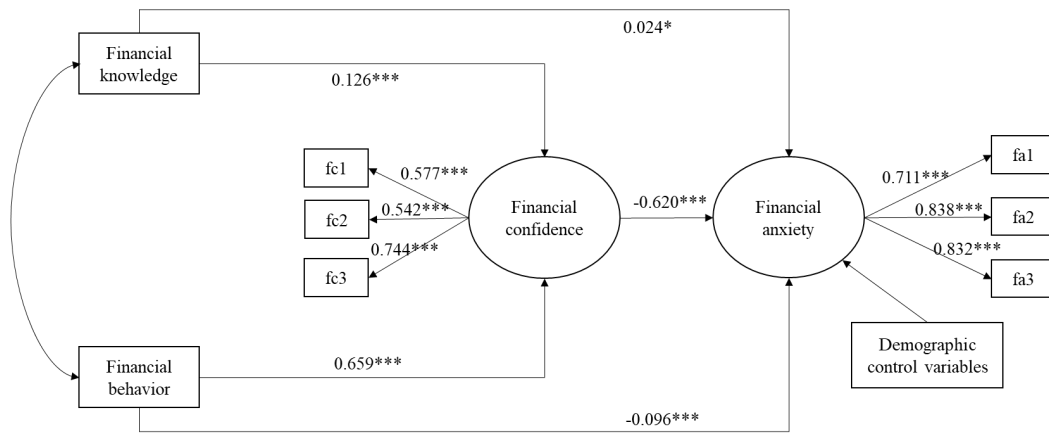 0.024*
Financial
knowledge
0.126***
fc1
0.577***
fc2
0.542***
fc3
0.744***
Financial
confidence
-0.620***
Financial
anxiety
0.711***
fa1
0.838***
fa2
0.832***
fa3
Demographic
control variables
Financial
behavior
0.659***
-0.096***